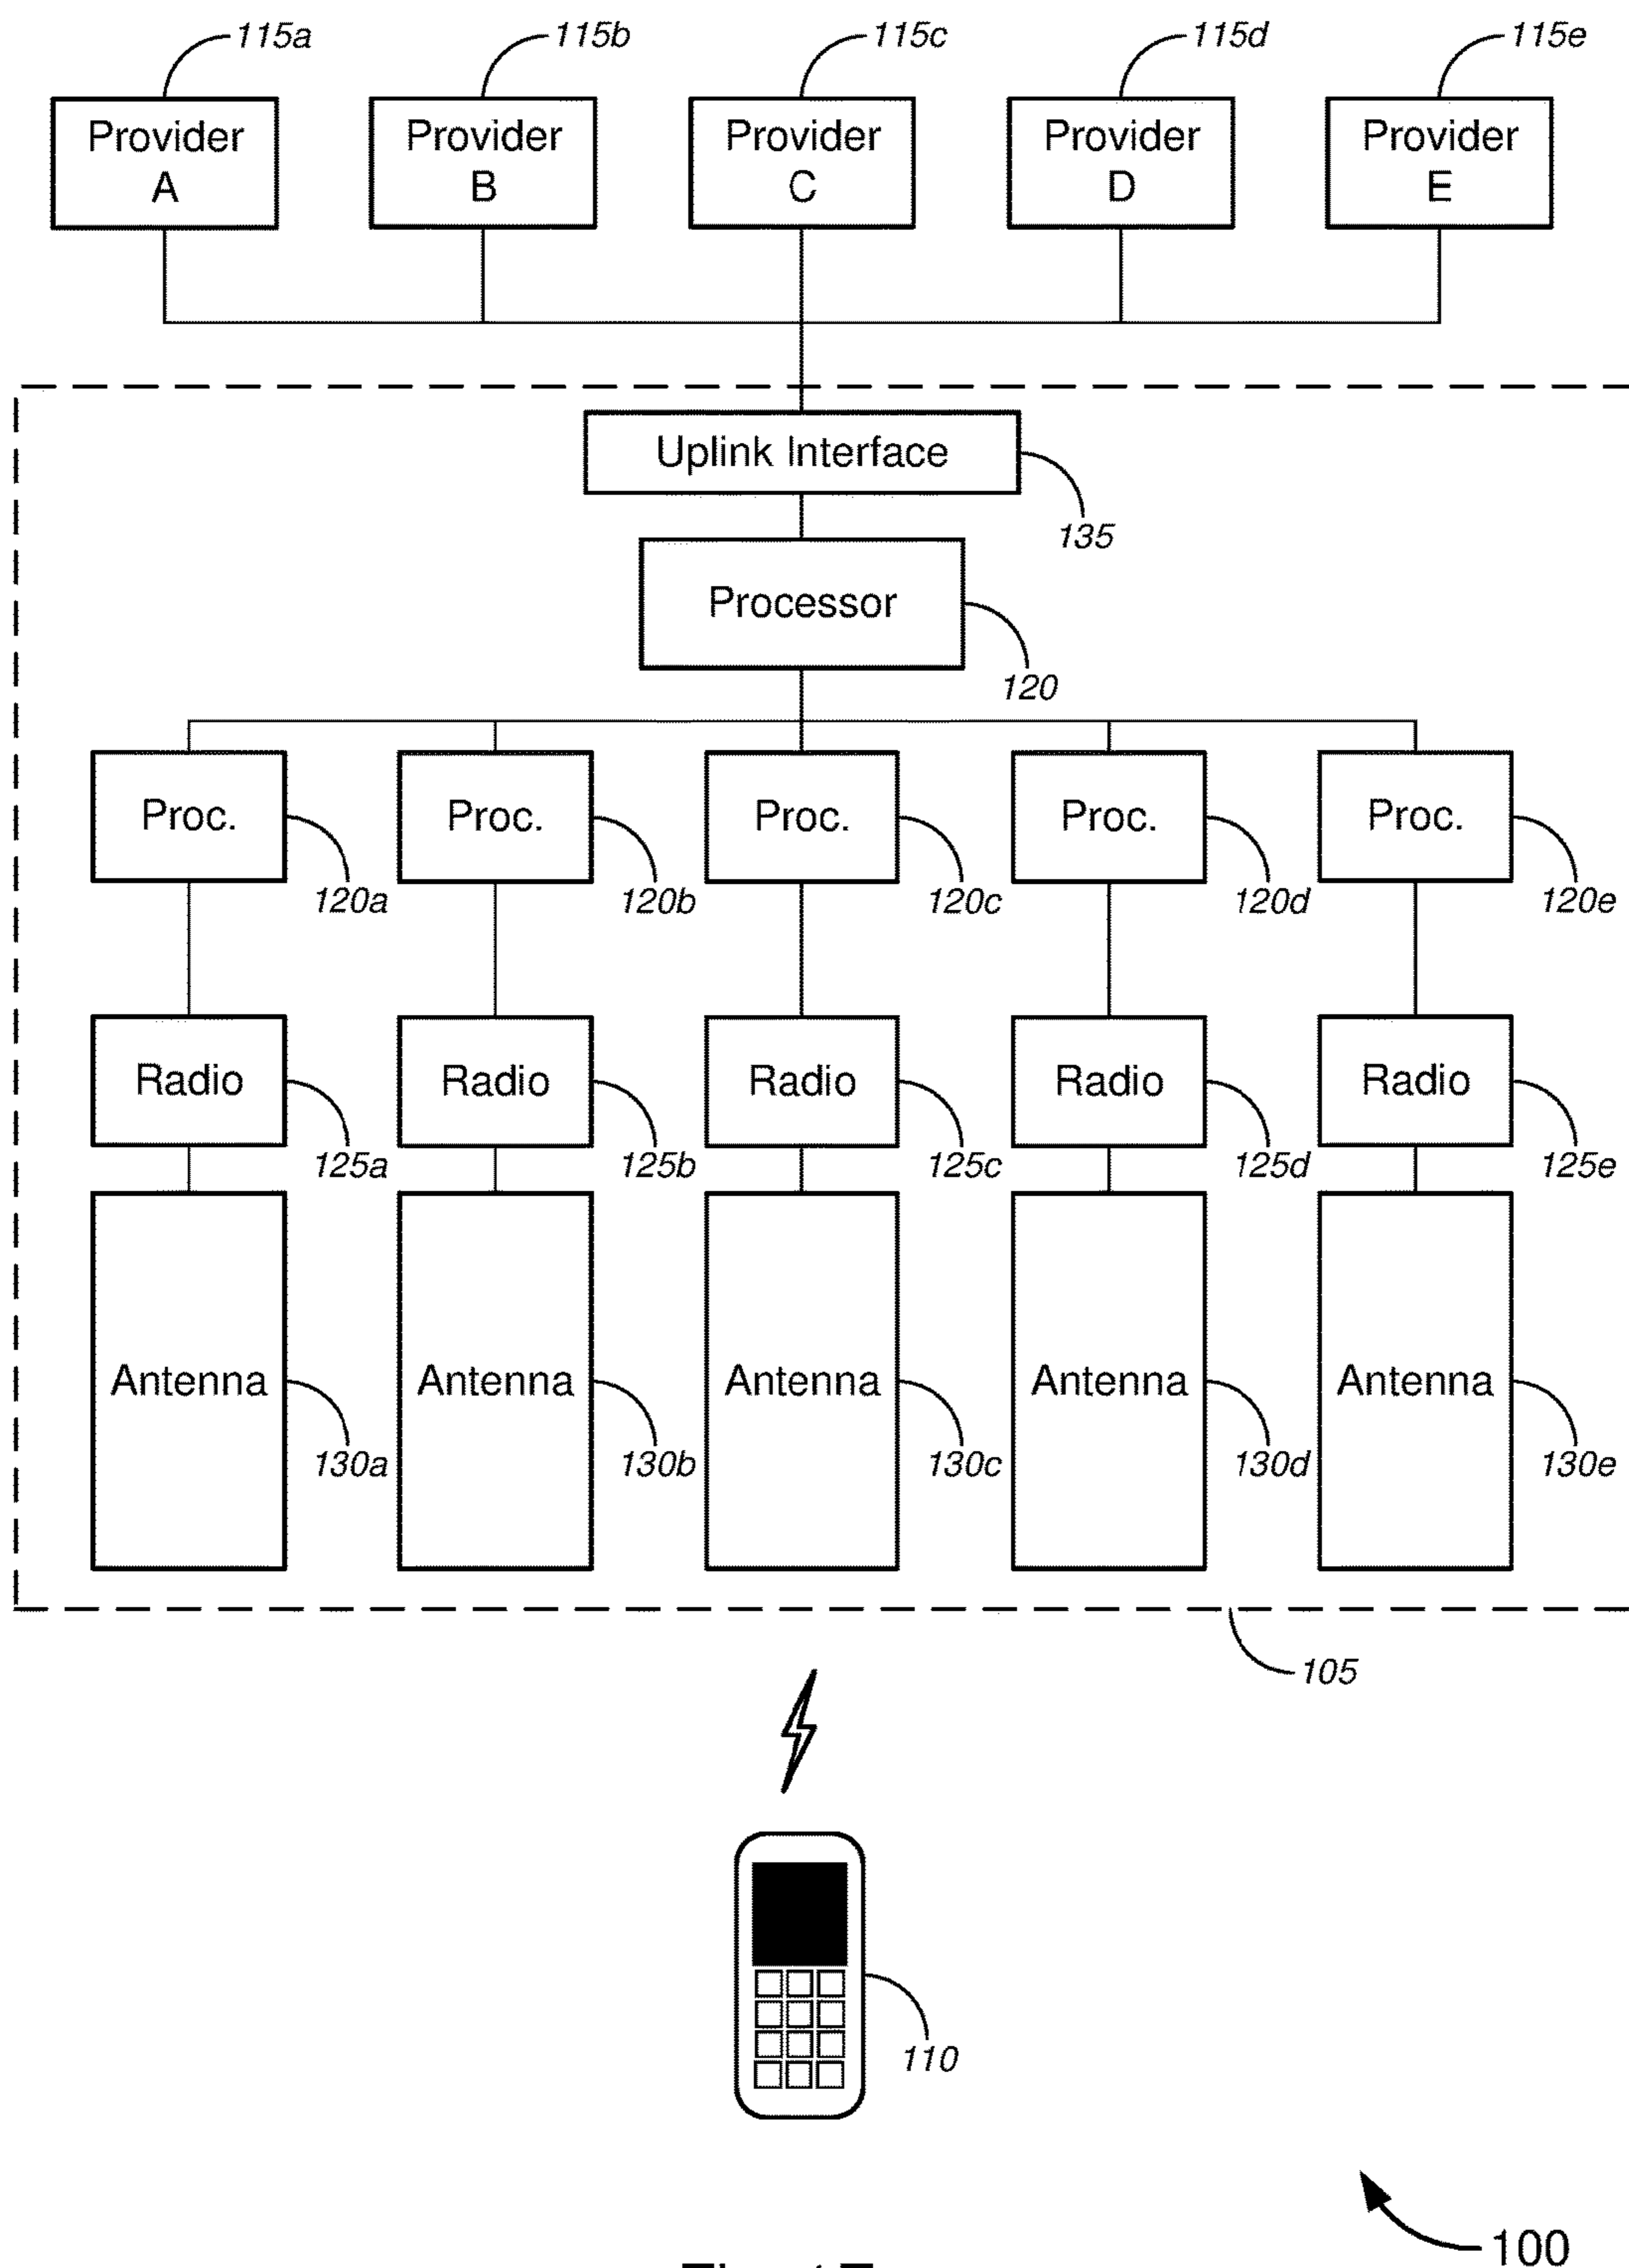 115a 115b 115c 115d 115e
Provider Provider Provider Provider Provider
A B C D E
Uplink Interface
135
Processor
120
Proc. Proc. Proc. Proc. Proc.
120a 120b 120c 120d 120e
Radio Radio Radio Radio Radio
125a 125b 125c 125d 125e
Antenna Antenna Antenna Antenna Antenna
130a 130b 130c 130d 130e
105
110
100